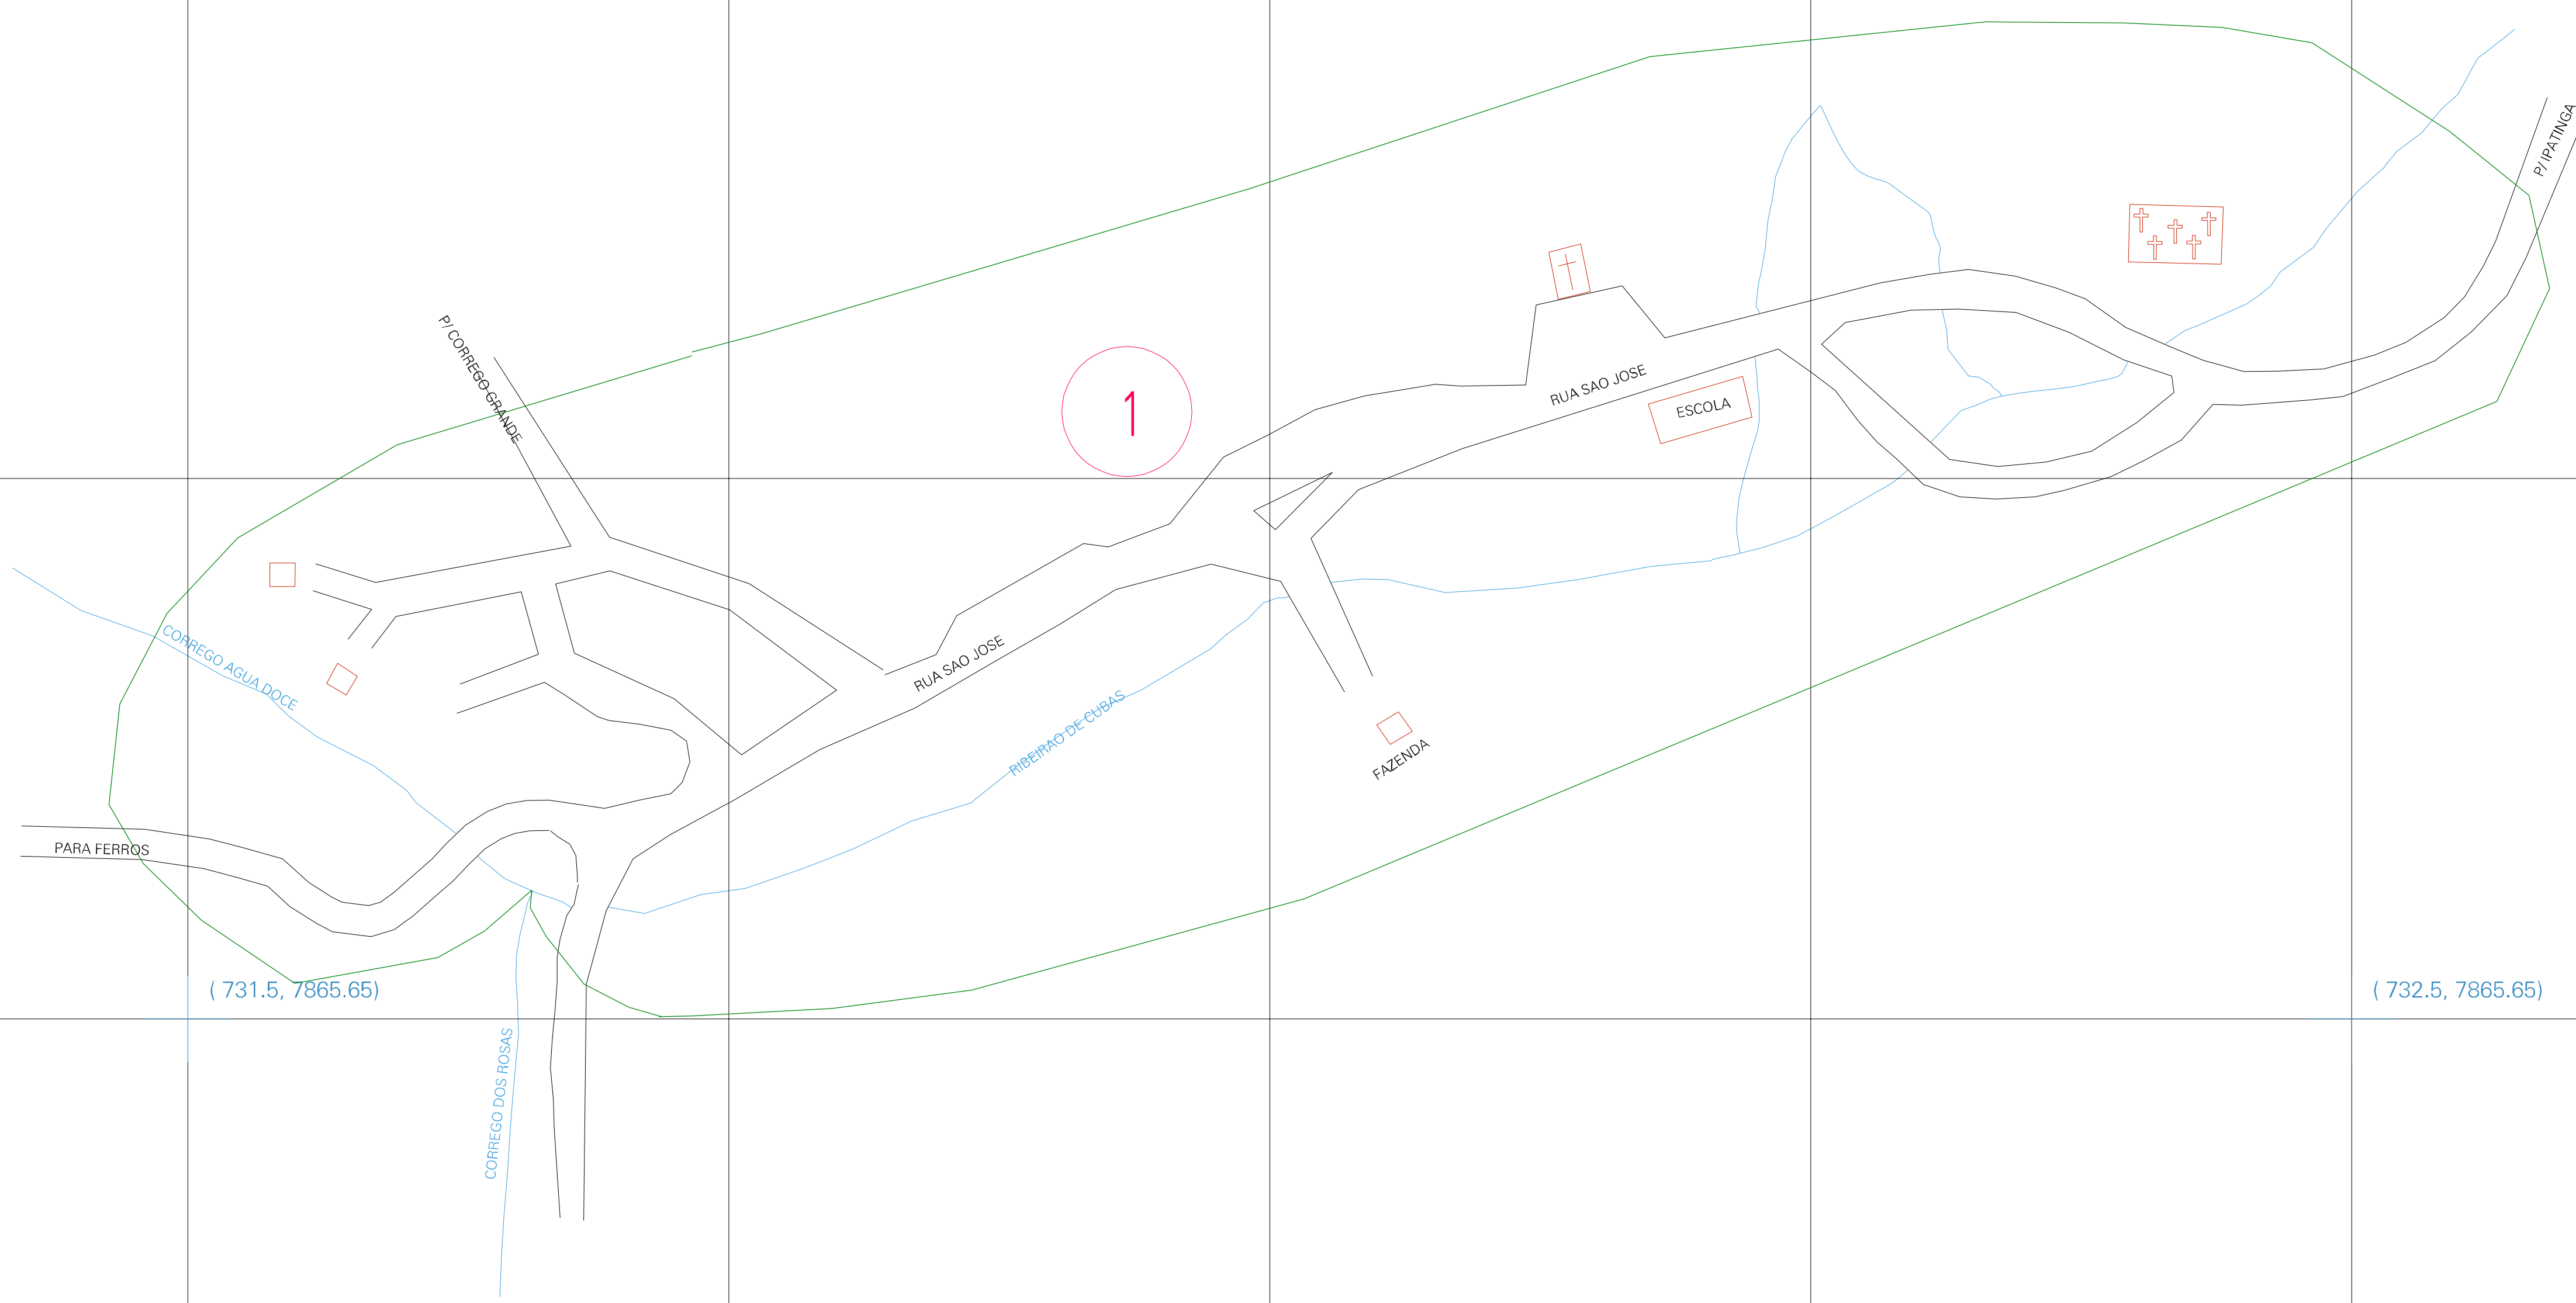 P/ IPATINGA
P/ CORREGO GRANDE
1
RUA SAO JOSE
ESCOLA
CORREGO AGUA DOCE
RUA SAO JOSE
RIBEIRAO DE CUBAS
FAZENDA
PARA FERROS
( 731.5, 7865.65)
( 732.5, 7865.65)
CORREGO DOS ROSAS